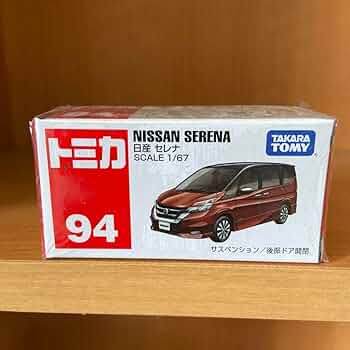 トミカ
94
NISSAN SERENA
日産 セレナ
SCALE 1/67
TAKARA
TOMY
サスペンション／後部ドア開閉